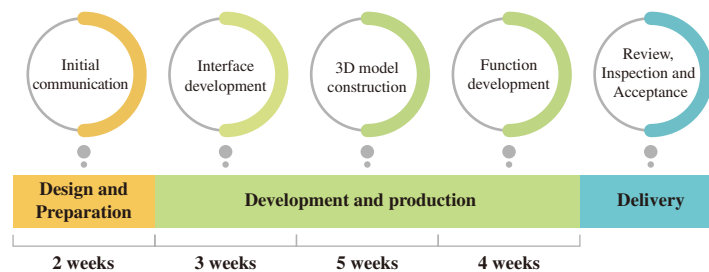 Initial
communication
Interface
development
3D model
construction
Function
development
Review,
Inspection and
Acceptance
Design and
Preparation
Development and production
Delivery
2 weeks
3 weeks
5 weeks
4 weeks